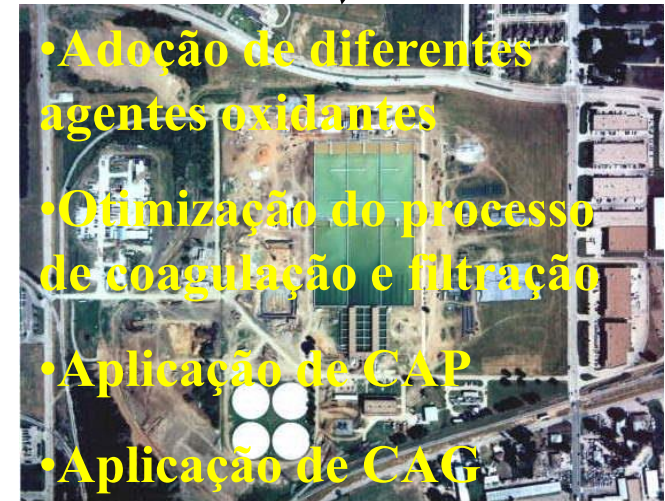 •Adoção de diferentes
agentes oxidantes
•Otimização do processo
de coagulação e filtração
•Aplicação de CAP
•Aplicação de CAG